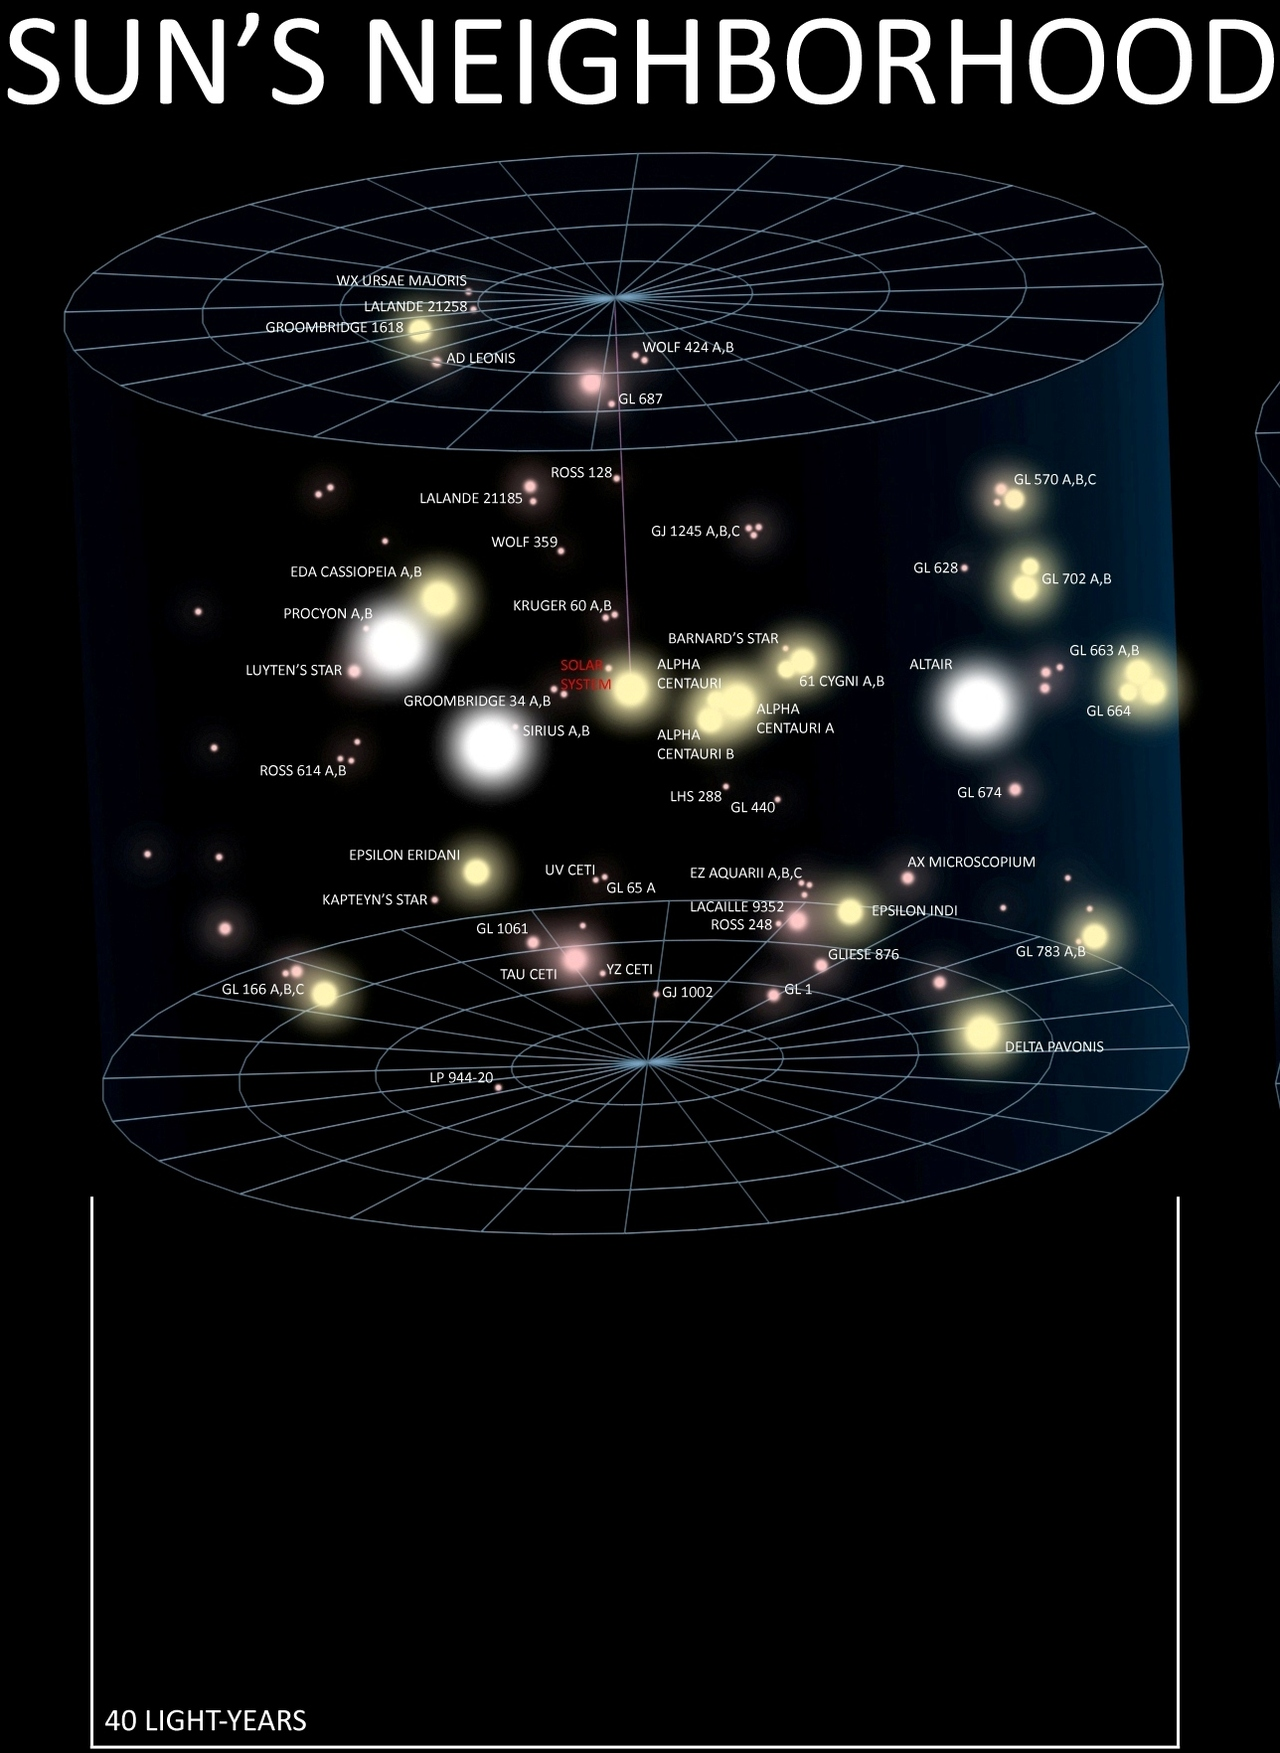 SUN'S NEIGHBORHOOD
WX URSAE MAJORIS
LALANDE 21258
GROOMBRIDGE 1618
AD LEONIS
WOLF 424 A,B
GL 687
ROSS 128
LALANDE 21185
GL 570 A,B,C
WOLF 359
GJ 1245 A,B,C
EDA CASSIOPEIA A,B
GL 628
GL 702 A,B
PROCYON A,B
KRUGER 60 A,B
BARNARD'S STAR
LUYTEN'S STAR
SOLAR
SYSTEM
ALPHA
CENTAURI
61 CYGNI A,B
ALTAIR
GL 663 A,B
GROOMBRIDGE 34 A,B
ALPHA
CENTAURI A
GL 664
SIRIUS A,B
ALPHA
CENTAURI B
ROSS 614 A,B
LHS 288
GL 440
GL 674
EPSILON ERIDANI
UV CETI
GL 65 A
EZ AQUARII A,B,C
AX MICROSCOPIUM
KAPTEYN'S STAR
LACAILLE 9352
ROSS 248
EPSILON INDI
GL 1061
GLIESE 876
GL 783 A,B
TAU CETI
YZ CETI
GL 166 A,B,C
GJ 1002
GL 1
DELTA PAVONIS
LP 944-20
40 LIGHT-YEARS